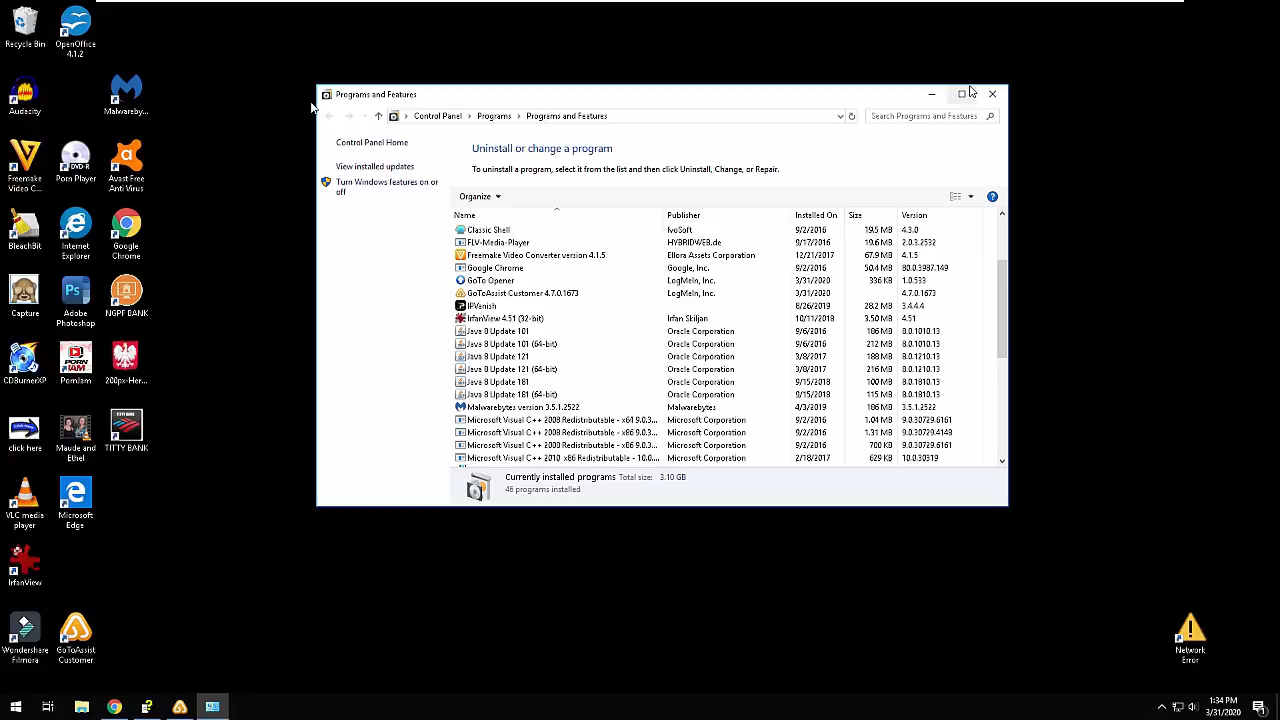 Recycle Bin
OpenOffice 4.1.2
Audacity
Malwareby...
Freemake Video C...
Porn Player
Avast Free Anti Virus
BleachBit
Internet Explorer
Google Chrome
Capture
Adobe Photoshop
NGPF BANK
CDBurnerXP
PornJam
200px-Her...
click here
Maude and Ethel
TITTY BANK
VLC media player
Microsoft Edge
IrfanView
Wondershare Filmora
GoToAssist Customer
Programs and Features
Control Panel > Programs > Programs and Features
Search Programs and Features
Control Panel Home
View installed updates
Turn Windows features on or off
Uninstall or change a program
To uninstall a program, select it from the list and then click Uninstall, Change, or Repair.
Organize
Name Publisher Installed On Size Version
Classic Shell IvoSoft 9/2/2016 19.5 MB 4.3.0
FLV-Media-Player HYBRIDWEB.de 9/17/2016 19.6 MB 2.0.3.2532
Freemake Video Converter version 4.1.5 Ellora Assets Corporation 12/21/2017 67.9 MB 4.1.5
Google Chrome Google, Inc. 9/2/2016 50.4 MB 80.0.3987.149
GoTo Opener LogMeIn, Inc. 3/31/2020 336 KB 1.0.533
GoToAssist Customer 4.7.0.1673 LogMeIn, Inc. 3/31/2020 4.7.0.1673
IPVanish 8/26/2019 28.2 MB 3.4.4.4
IrfanView 4.51 (32-bit) Irfan Skiljan 10/11/2018 3.50 MB 4.51
Java 8 Update 101 Oracle Corporation 9/6/2016 186 MB 8.0.1010.13
Java 8 Update 101 (64-bit) Oracle Corporation 9/6/2016 212 MB 8.0.1010.13
Java 8 Update 121 Oracle Corporation 3/8/2017 188 MB 8.0.1210.13
Java 8 Update 121 (64-bit) Oracle Corporation 3/8/2017 216 MB 8.0.1210.13
Java 8 Update 181 Oracle Corporation 9/15/2018 100 MB 8.0.1810.13
Java 8 Update 181 (64-bit) Oracle Corporation 9/15/2018 115 MB 8.0.1810.13
Malwarebytes version 3.5.1.2522 Malwarebytes 4/3/2019 186 MB 3.5.1.2522
Microsoft Visual C++ 2008 Redistributable - x64 9.0.3... Microsoft Corporation 9/2/2016 1.04 MB 9.0.30729.6161
Microsoft Visual C++ 2008 Redistributable - x86 9.0.3... Microsoft Corporation 9/2/2016 1.31 MB 9.0.30729.4148
Microsoft Visual C++ 2008 Redistributable - x86 9.0.3... Microsoft Corporation 9/2/2016 700 KB 9.0.30729.6161
Microsoft Visual C++ 2010 x86 Redistributable - 10.0.... Microsoft Corporation 2/18/2017 629 KB 10.0.30319
Currently installed programs Total size: 3.10 GB
46 programs installed
Network Error
1:34 PM
3/31/2020